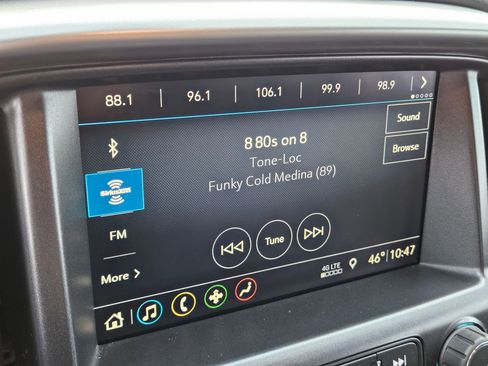 88.1 96.1 106.1 99.9 98.9
Sound
8 80s on 8
Tone-Loc
Browse
Funky Cold Medina (89)
SiriusXM
FM
Tune
More
4G LTE
46° 10:47